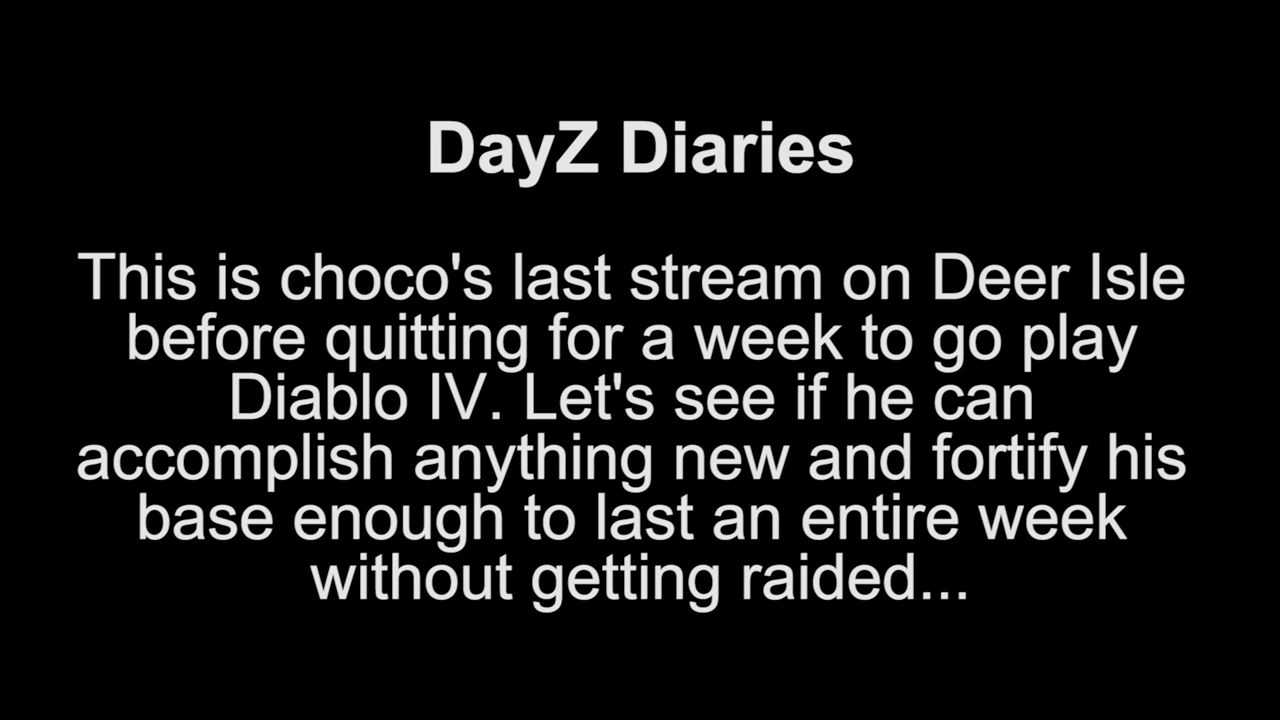 DayZ Diaries
This is choco's last stream on Deer Isle
before quitting for a week to go play
Diablo IV. Let's see if he can
accomplish anything new and fortify his
base enough to last an entire week
without getting raided...